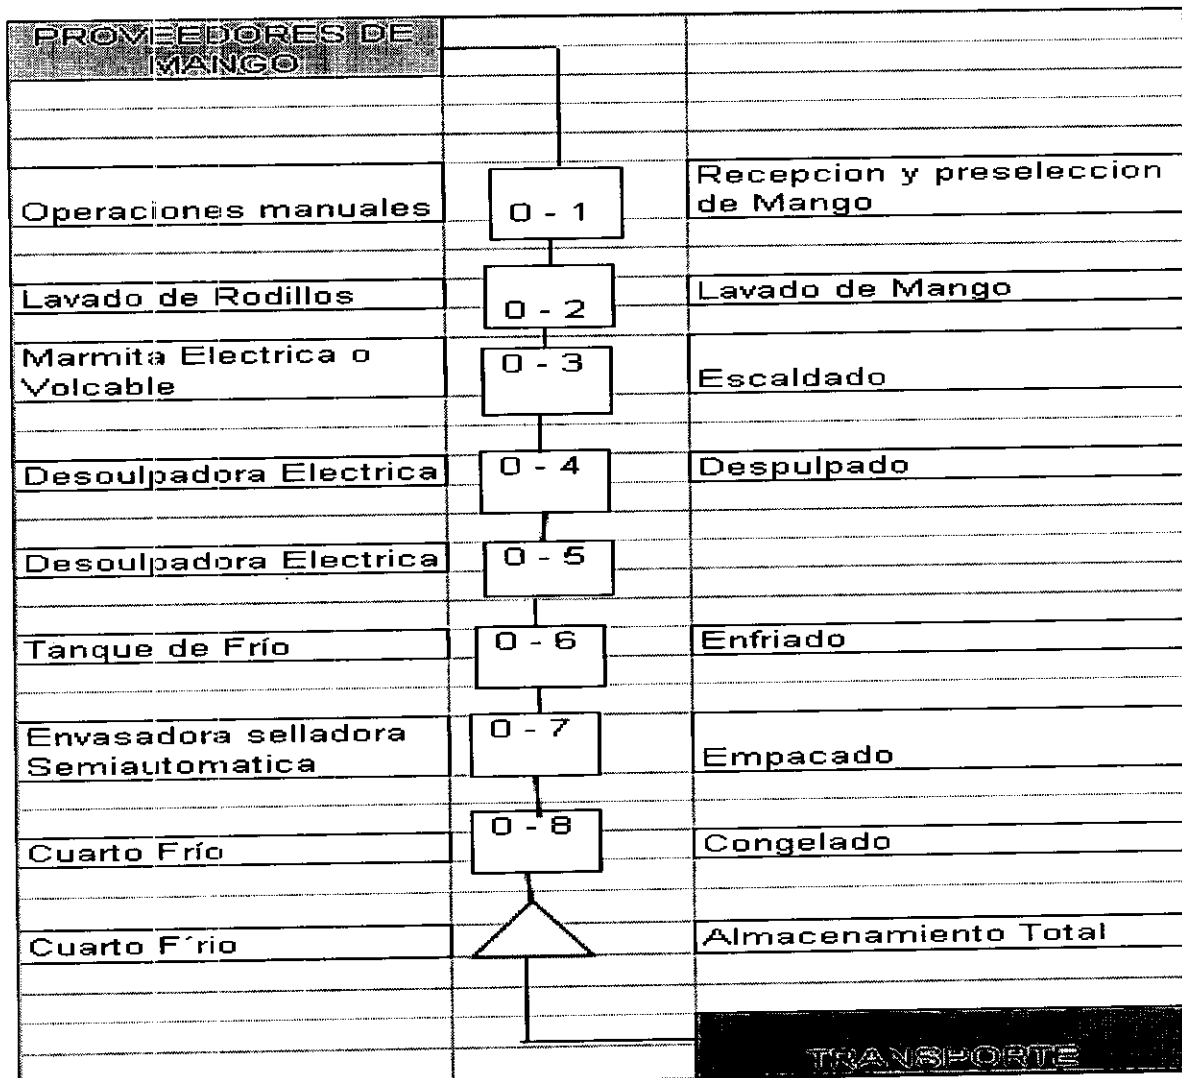 PROVEEDORES DE
MANGO
Operaciones manuales
0 - 1
Recepcion y preseleccion
de Mango
Lavado de Rodillos
0 - 2
Lavado de Mango
Marmita Electrica o
Volcable
0 - 3
Escaldado
Desoulpadora Electrica
0 - 4
Despulpado
Desoulpadora Electrica
0 - 5
Tanque de Frío
0 - 6
Enfriado
Envasadora selladora
Semiautomatica
0 - 7
Empacado
Cuarto Frío
0 - 8
Congelado
Cuarto F´rio
Almacenamiento Total
TRANSPORTE